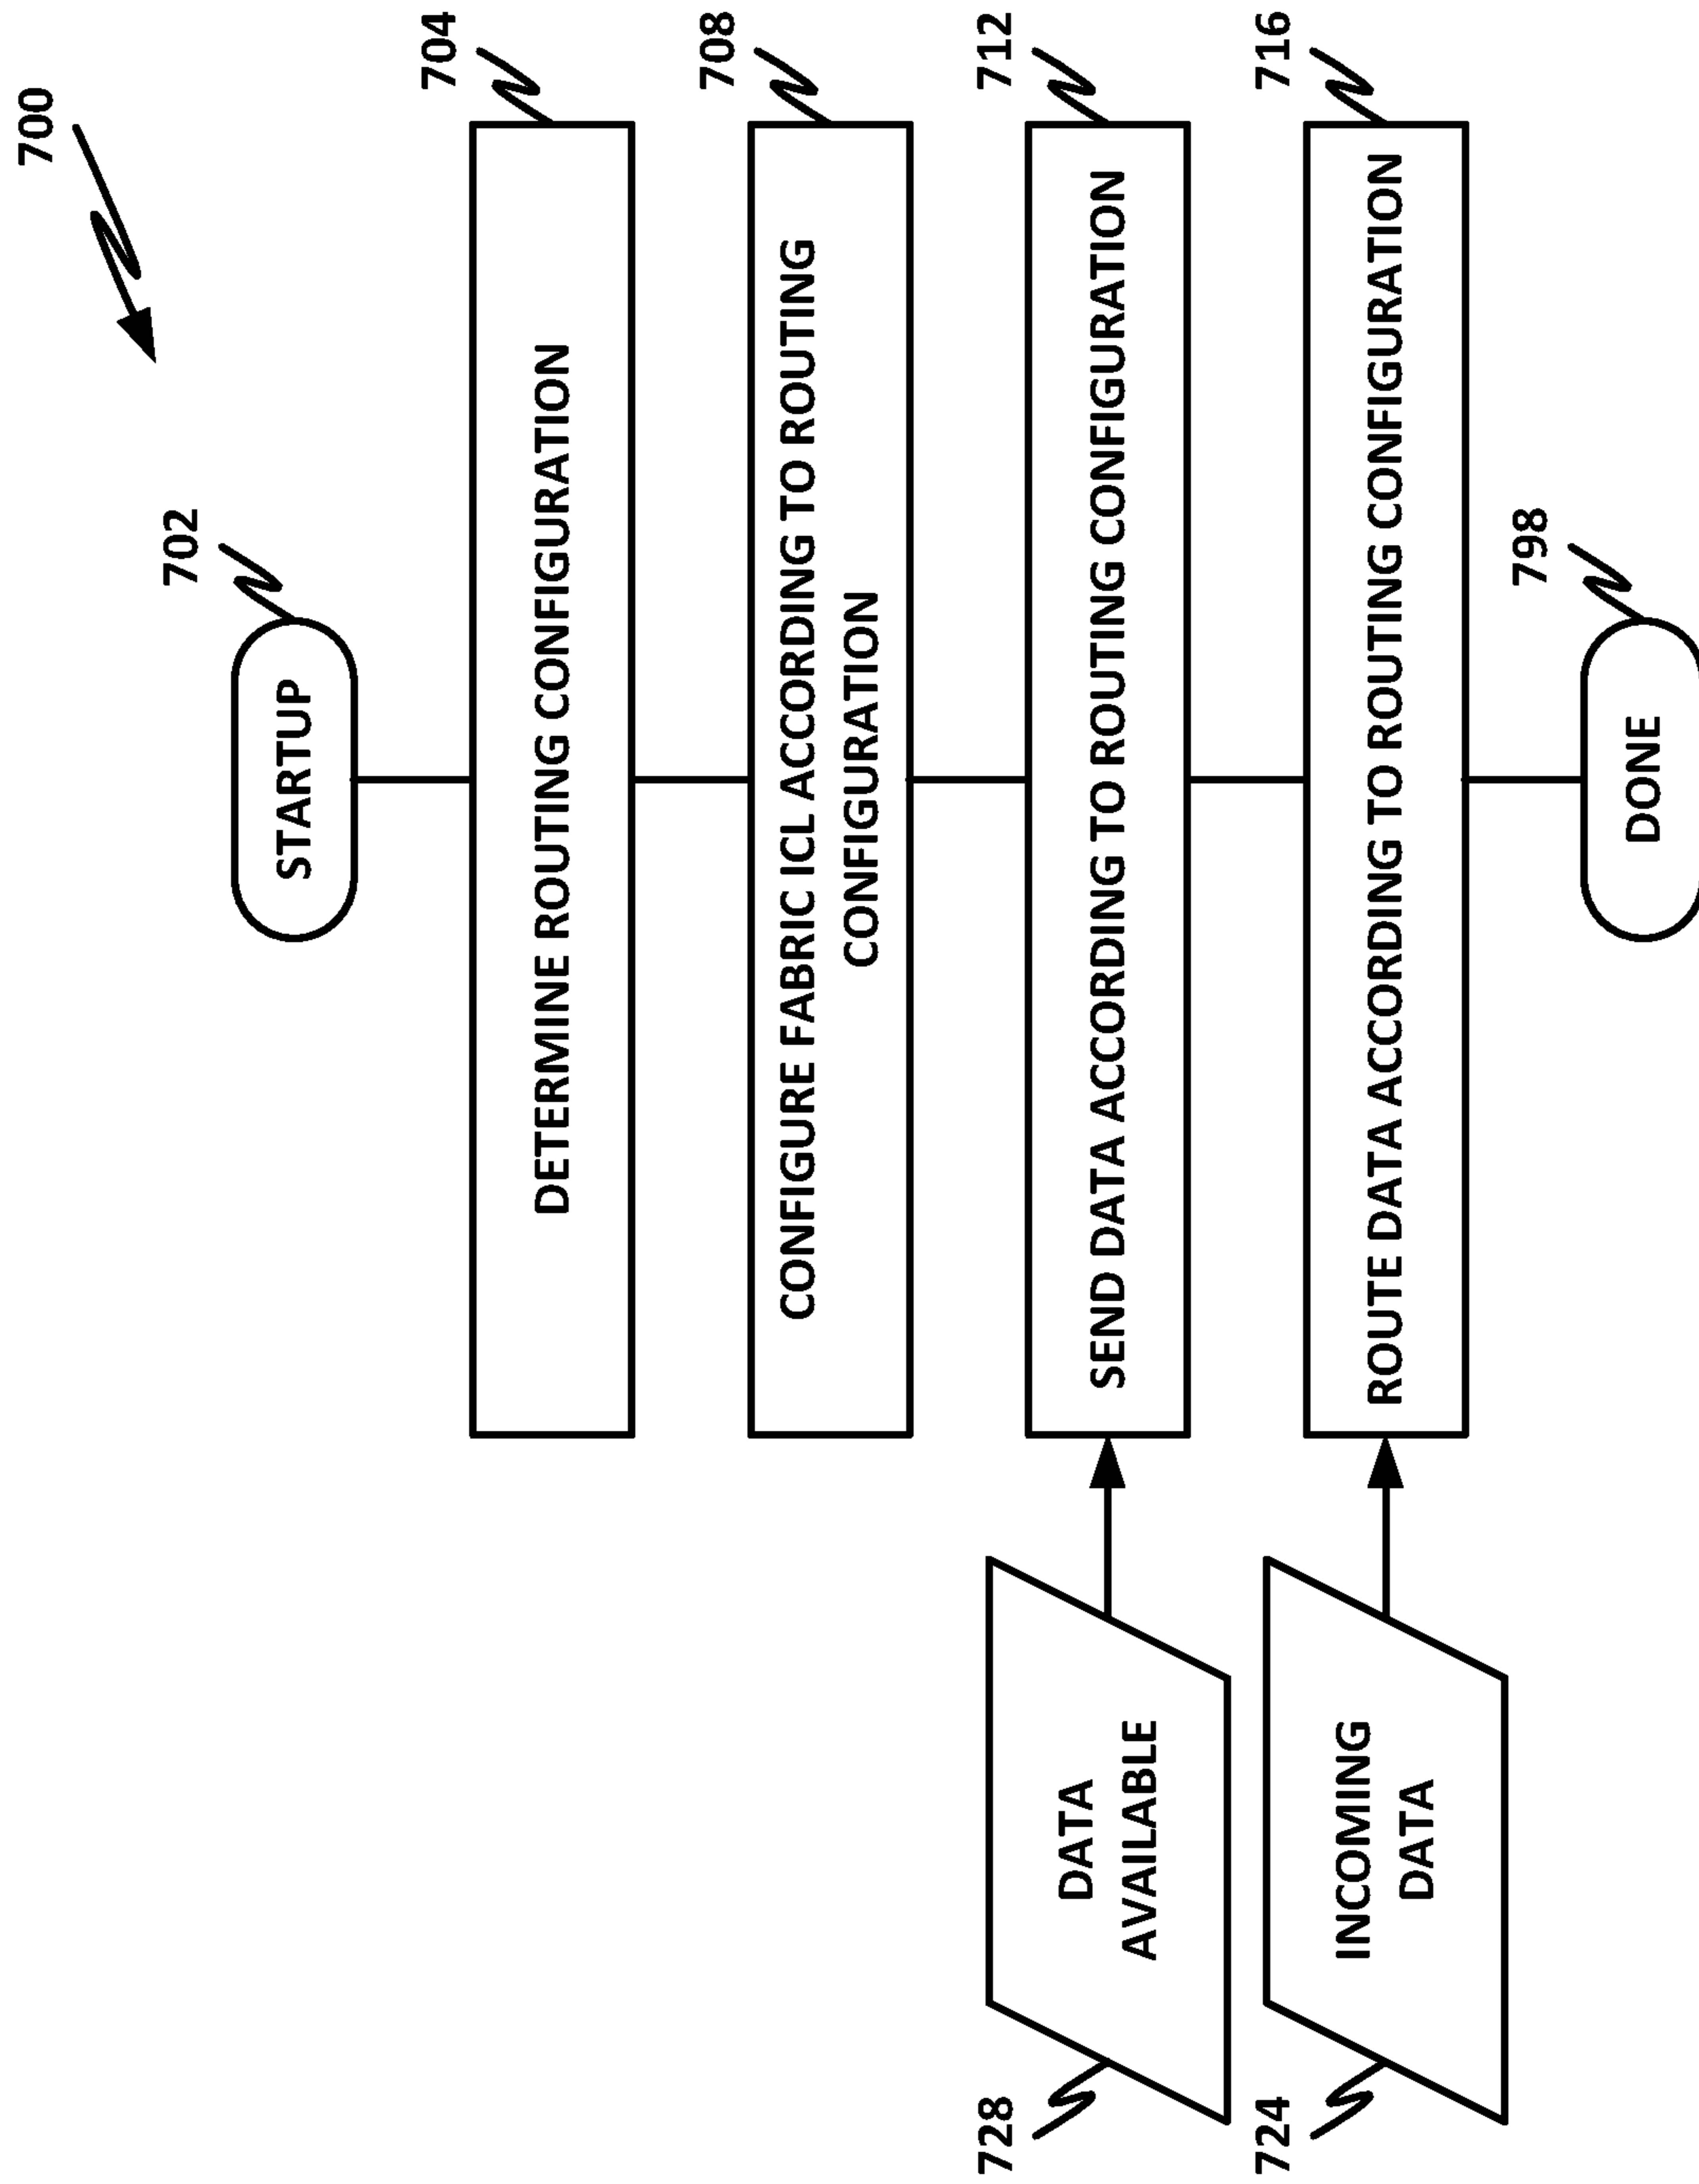 700
702
STARTUP
704
DETERMINE ROUTING CONFIGURATION
708
CONFIGURE FABRIC ICL ACCORDING TO ROUTING
CONFIGURATION
728
DATA
AVAILABLE
712
SEND DATA ACCORDING TO ROUTING CONFIGURATION
724
INCOMING
DATA
716
ROUTE DATA ACCORDING TO ROUTING CONFIGURATION
798
DONE